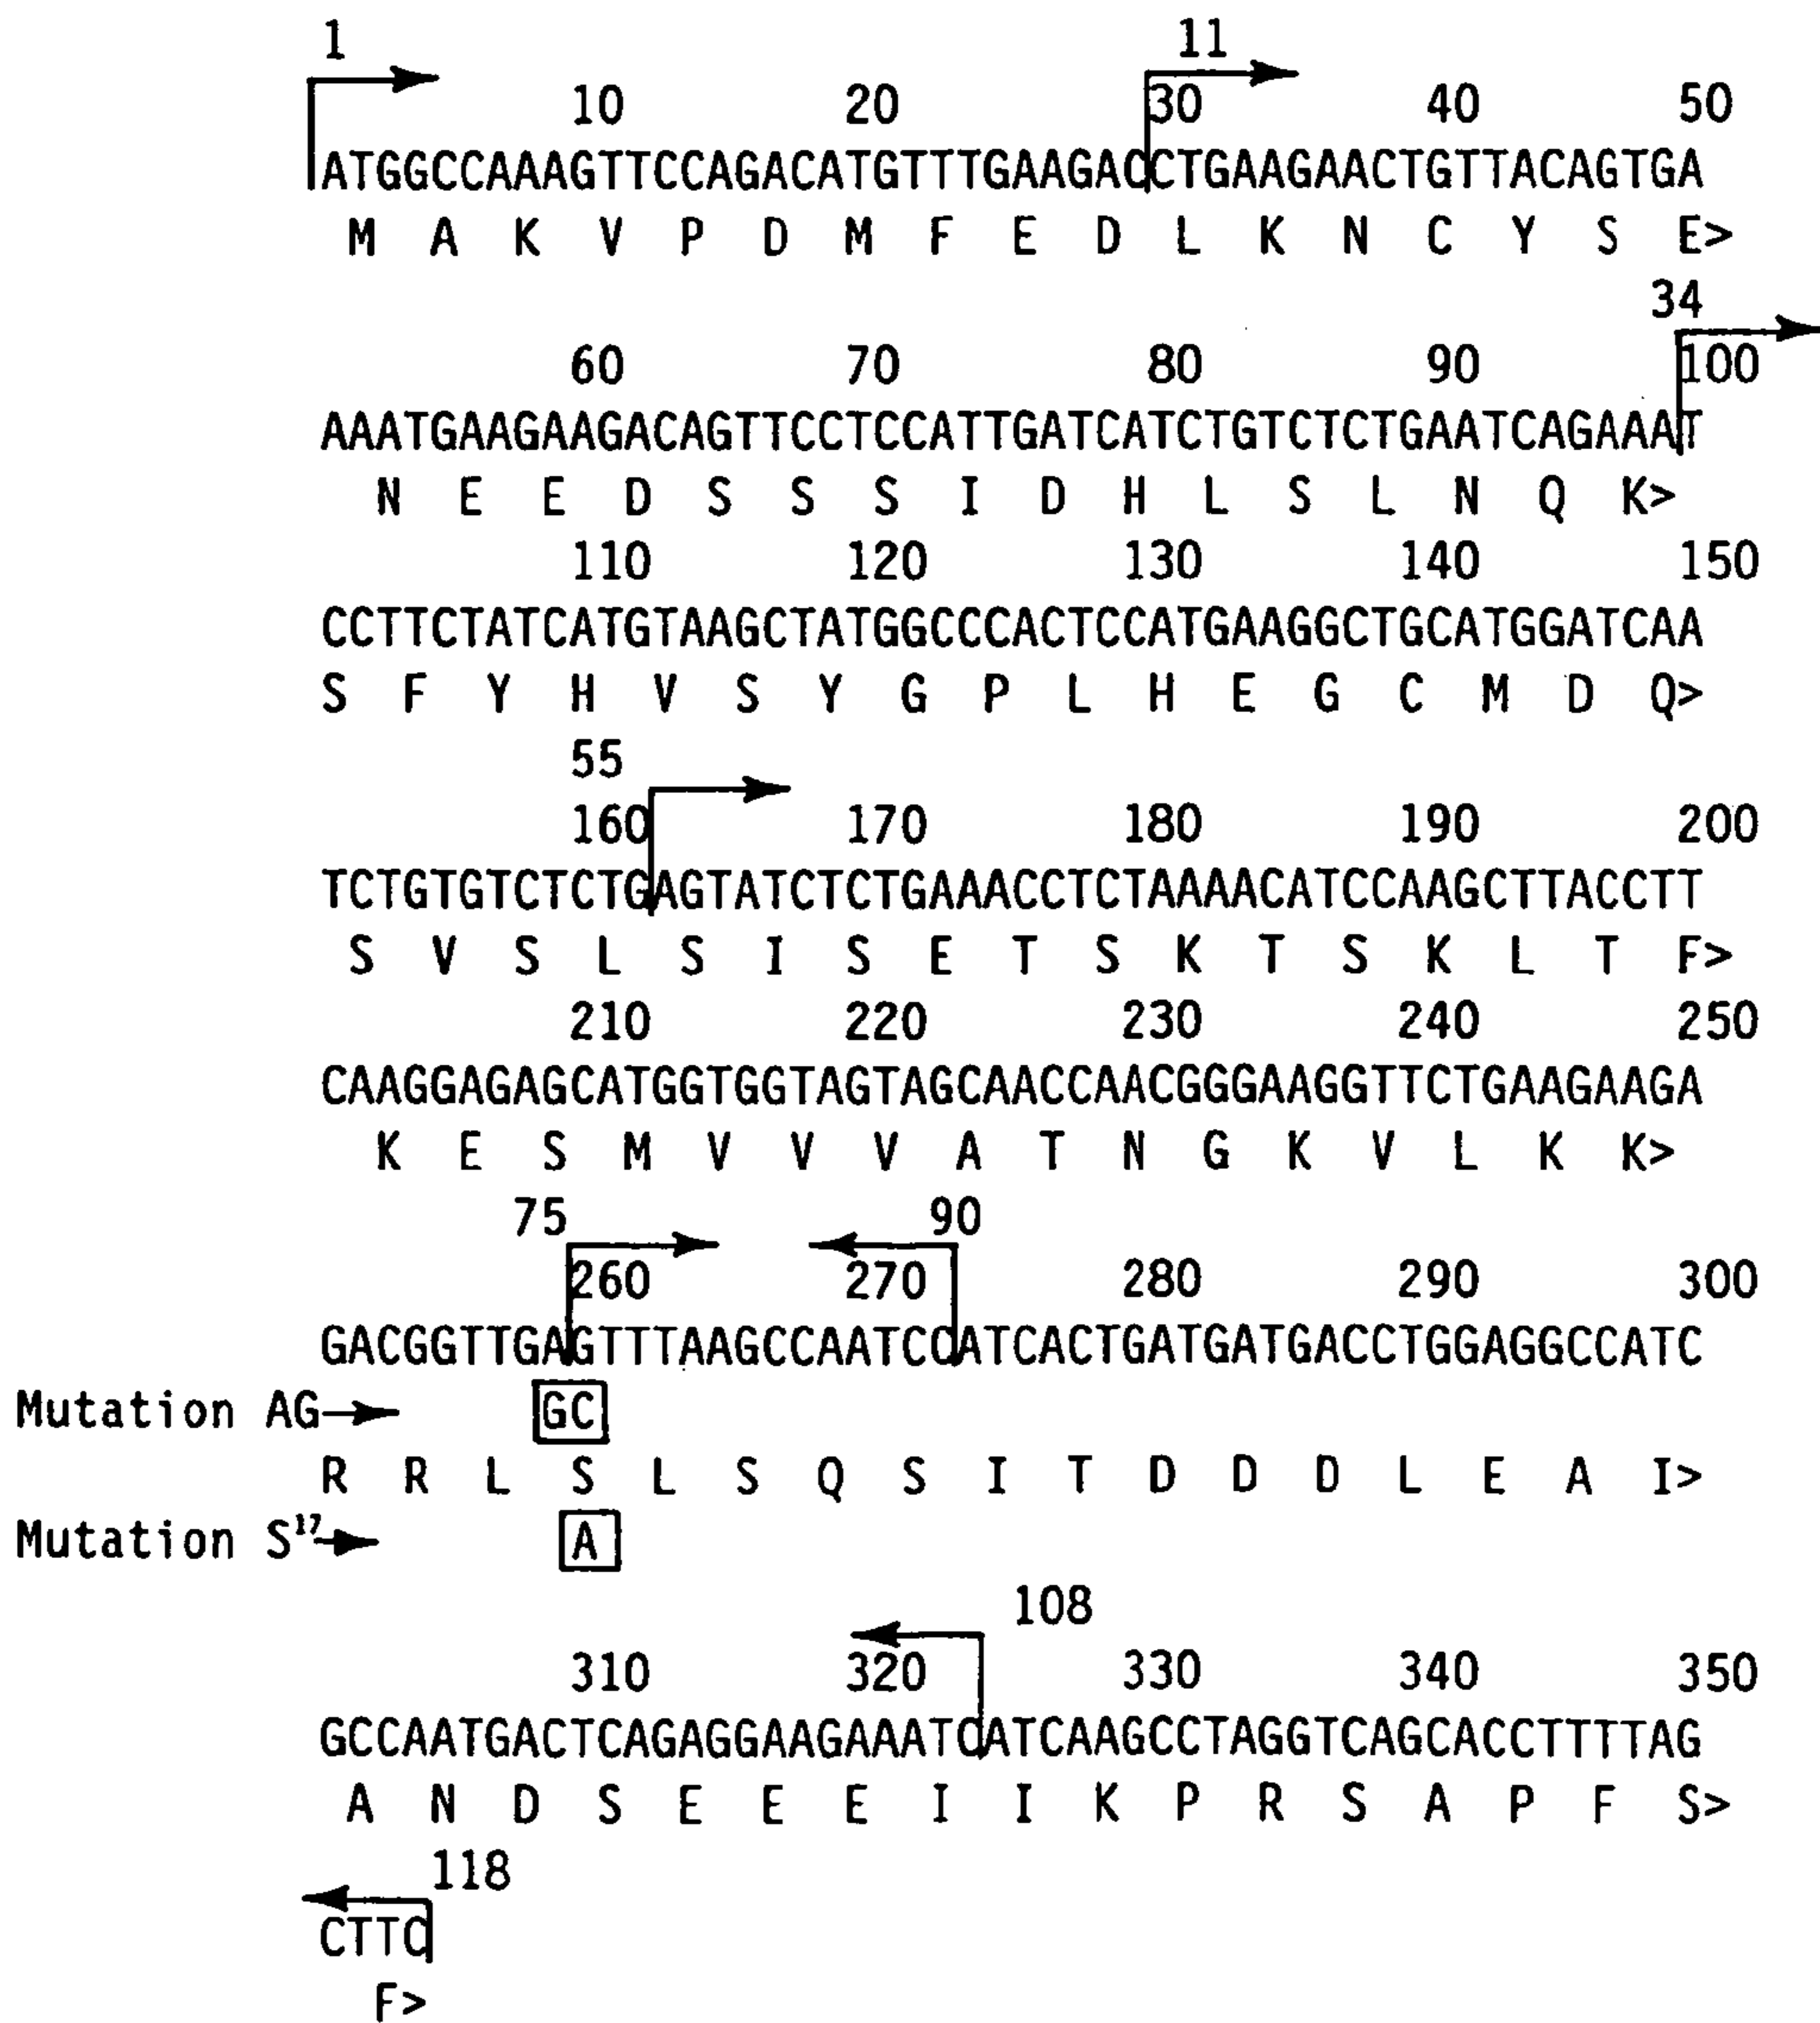 1 11
10 20 30 40 50
ATGGCCAAAGTTCCAGACATGTTTGAAGACCTGAAGAACTGTTACAGTGA
M A K V P D M F E D L K N C Y S E>
34
60 70 80 90 100
AAATGAAGAAGACAGTTCCTCCATTGATCATCTGTCTCTGAATCAGAAAT
N E E D S S S I D H L S L N Q K>
110 120 130 140 150
CCTTCTATCATGTAAGCTATGGCCCACTCCATGAAGGCTGCATGGATCAA
S F Y H V S Y G P L H E G C M D Q>
55
160 170 180 190 200
TCTGTGTCTCTGAGTATCTCTGAAACCTCTAAAACATCCAAGCTTACCTT
S V S L S I S E T S K T S K L T F>
210 220 230 240 250
CAAGGAGAGCATGGTGGTAGTAGCAACCAACGGGAAGGTTCTGAAGAAGA
K E S M V V V A T N G K V L K K>
75 90
260 270 280 290 300
GACGGTTGAGTTTAAGCCAATCCATCACTGATGATGACCTGGAGGCCATC
Mutation AG→ GC
R R L S L S Q S I T D D D L E A I>
Mutation S¹⁷→ A
108
310 320 330 340 350
GCCAATGACTCAGAGGAAGAAATCATCAAGCCTAGGTCAGCACCTTTTAG
A N D S E E E I I K P R S A P F S>
118
CTTC
F>